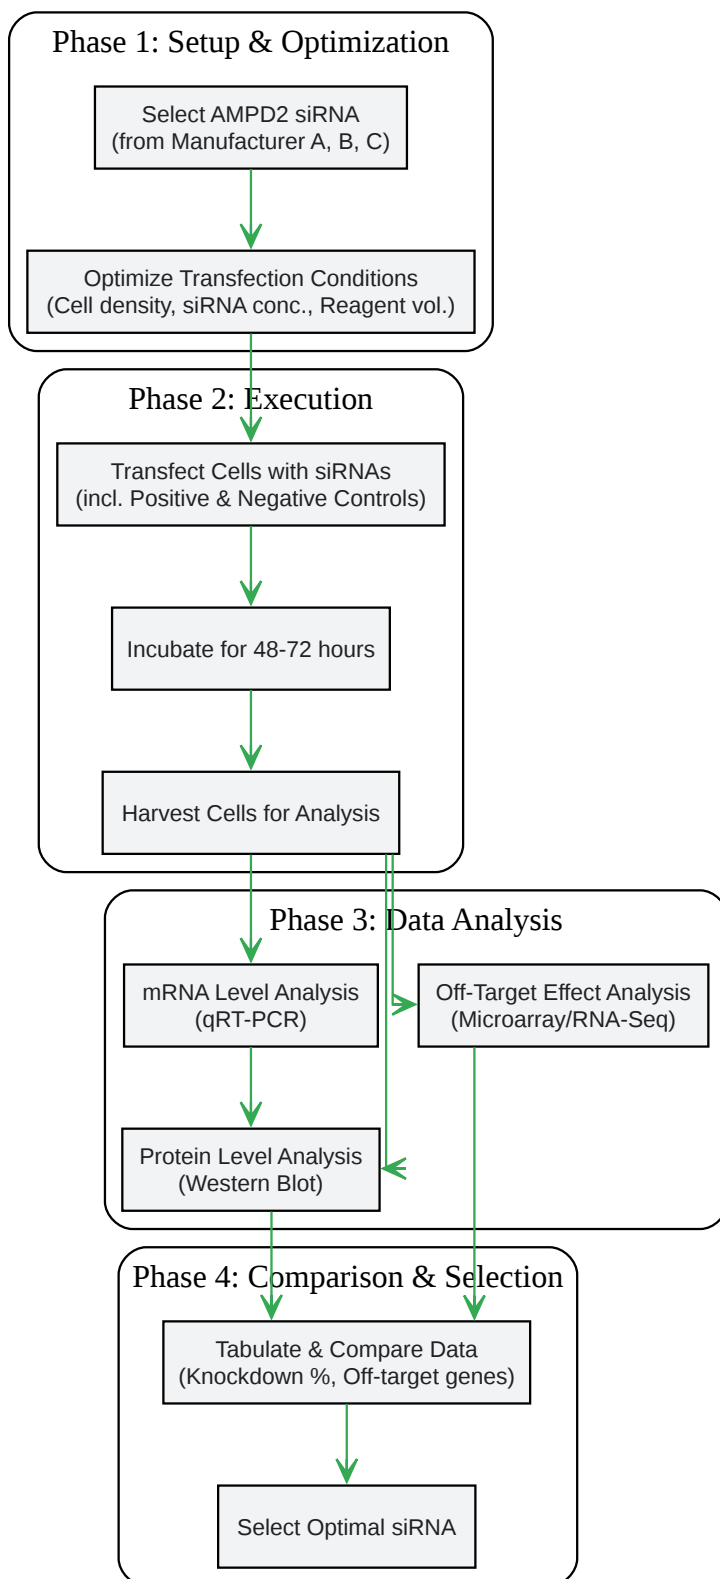 Phase 1: Setup & Optimization
Select AMPD2 siRNA
(from Manufacturer A, B, C)
Optimize Transfection Conditions
(Cell density, siRNA conc., Reagent vol.)
Phase 2: Execution
Transfect Cells with siRNAs
(incl. Positive & Negative Controls)
Incubate for 48-72 hours
Harvest Cells for Analysis
Phase 3: Data Analysis
mRNA Level Analysis
(qRT-PCR)
Off-Target Effect Analysis
(Microarray/RNA-Seq)
Protein Level Analysis
(Western Blot)
Phase 4: Comparison & Selection
Tabulate & Compare Data
(Knockdown %, Off-target genes)
Select Optimal siRNA